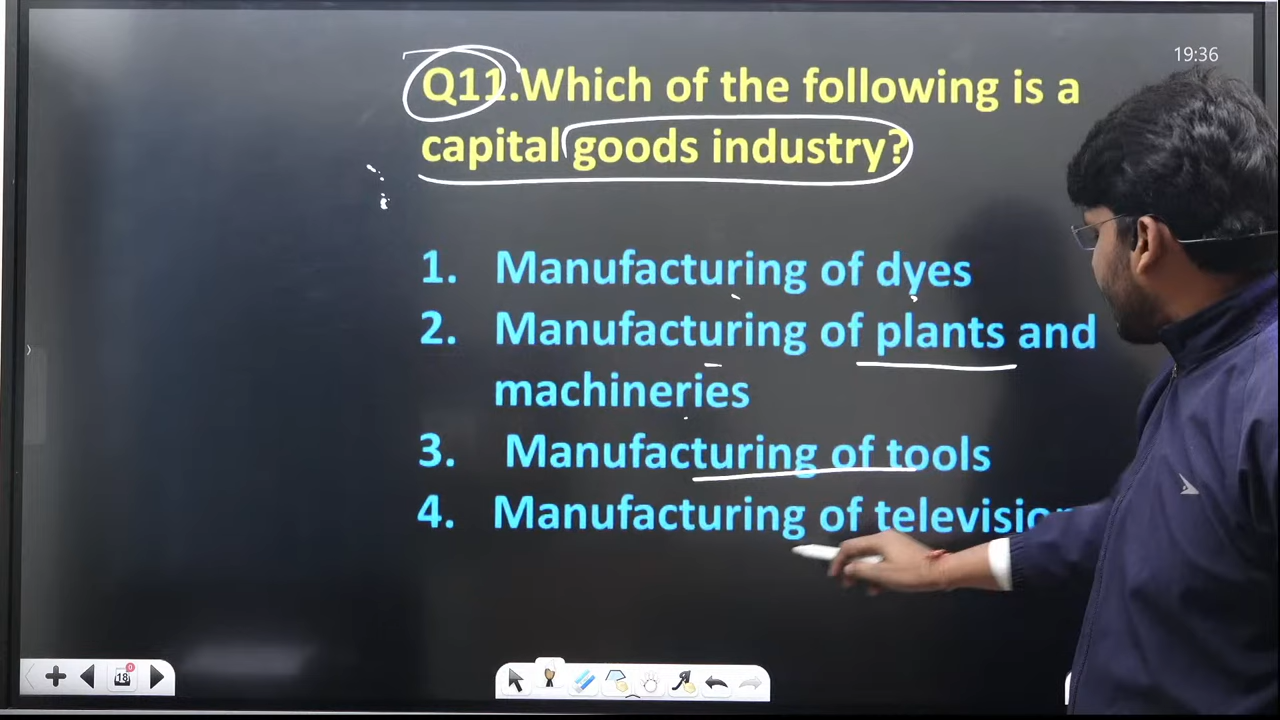 19:36
Q11.Which of the following is a
capital goods industry?
1. Manufacturing of dyes
2. Manufacturing of plants and
machineries
3. Manufacturing of tools
4. Manufacturing of
18
0